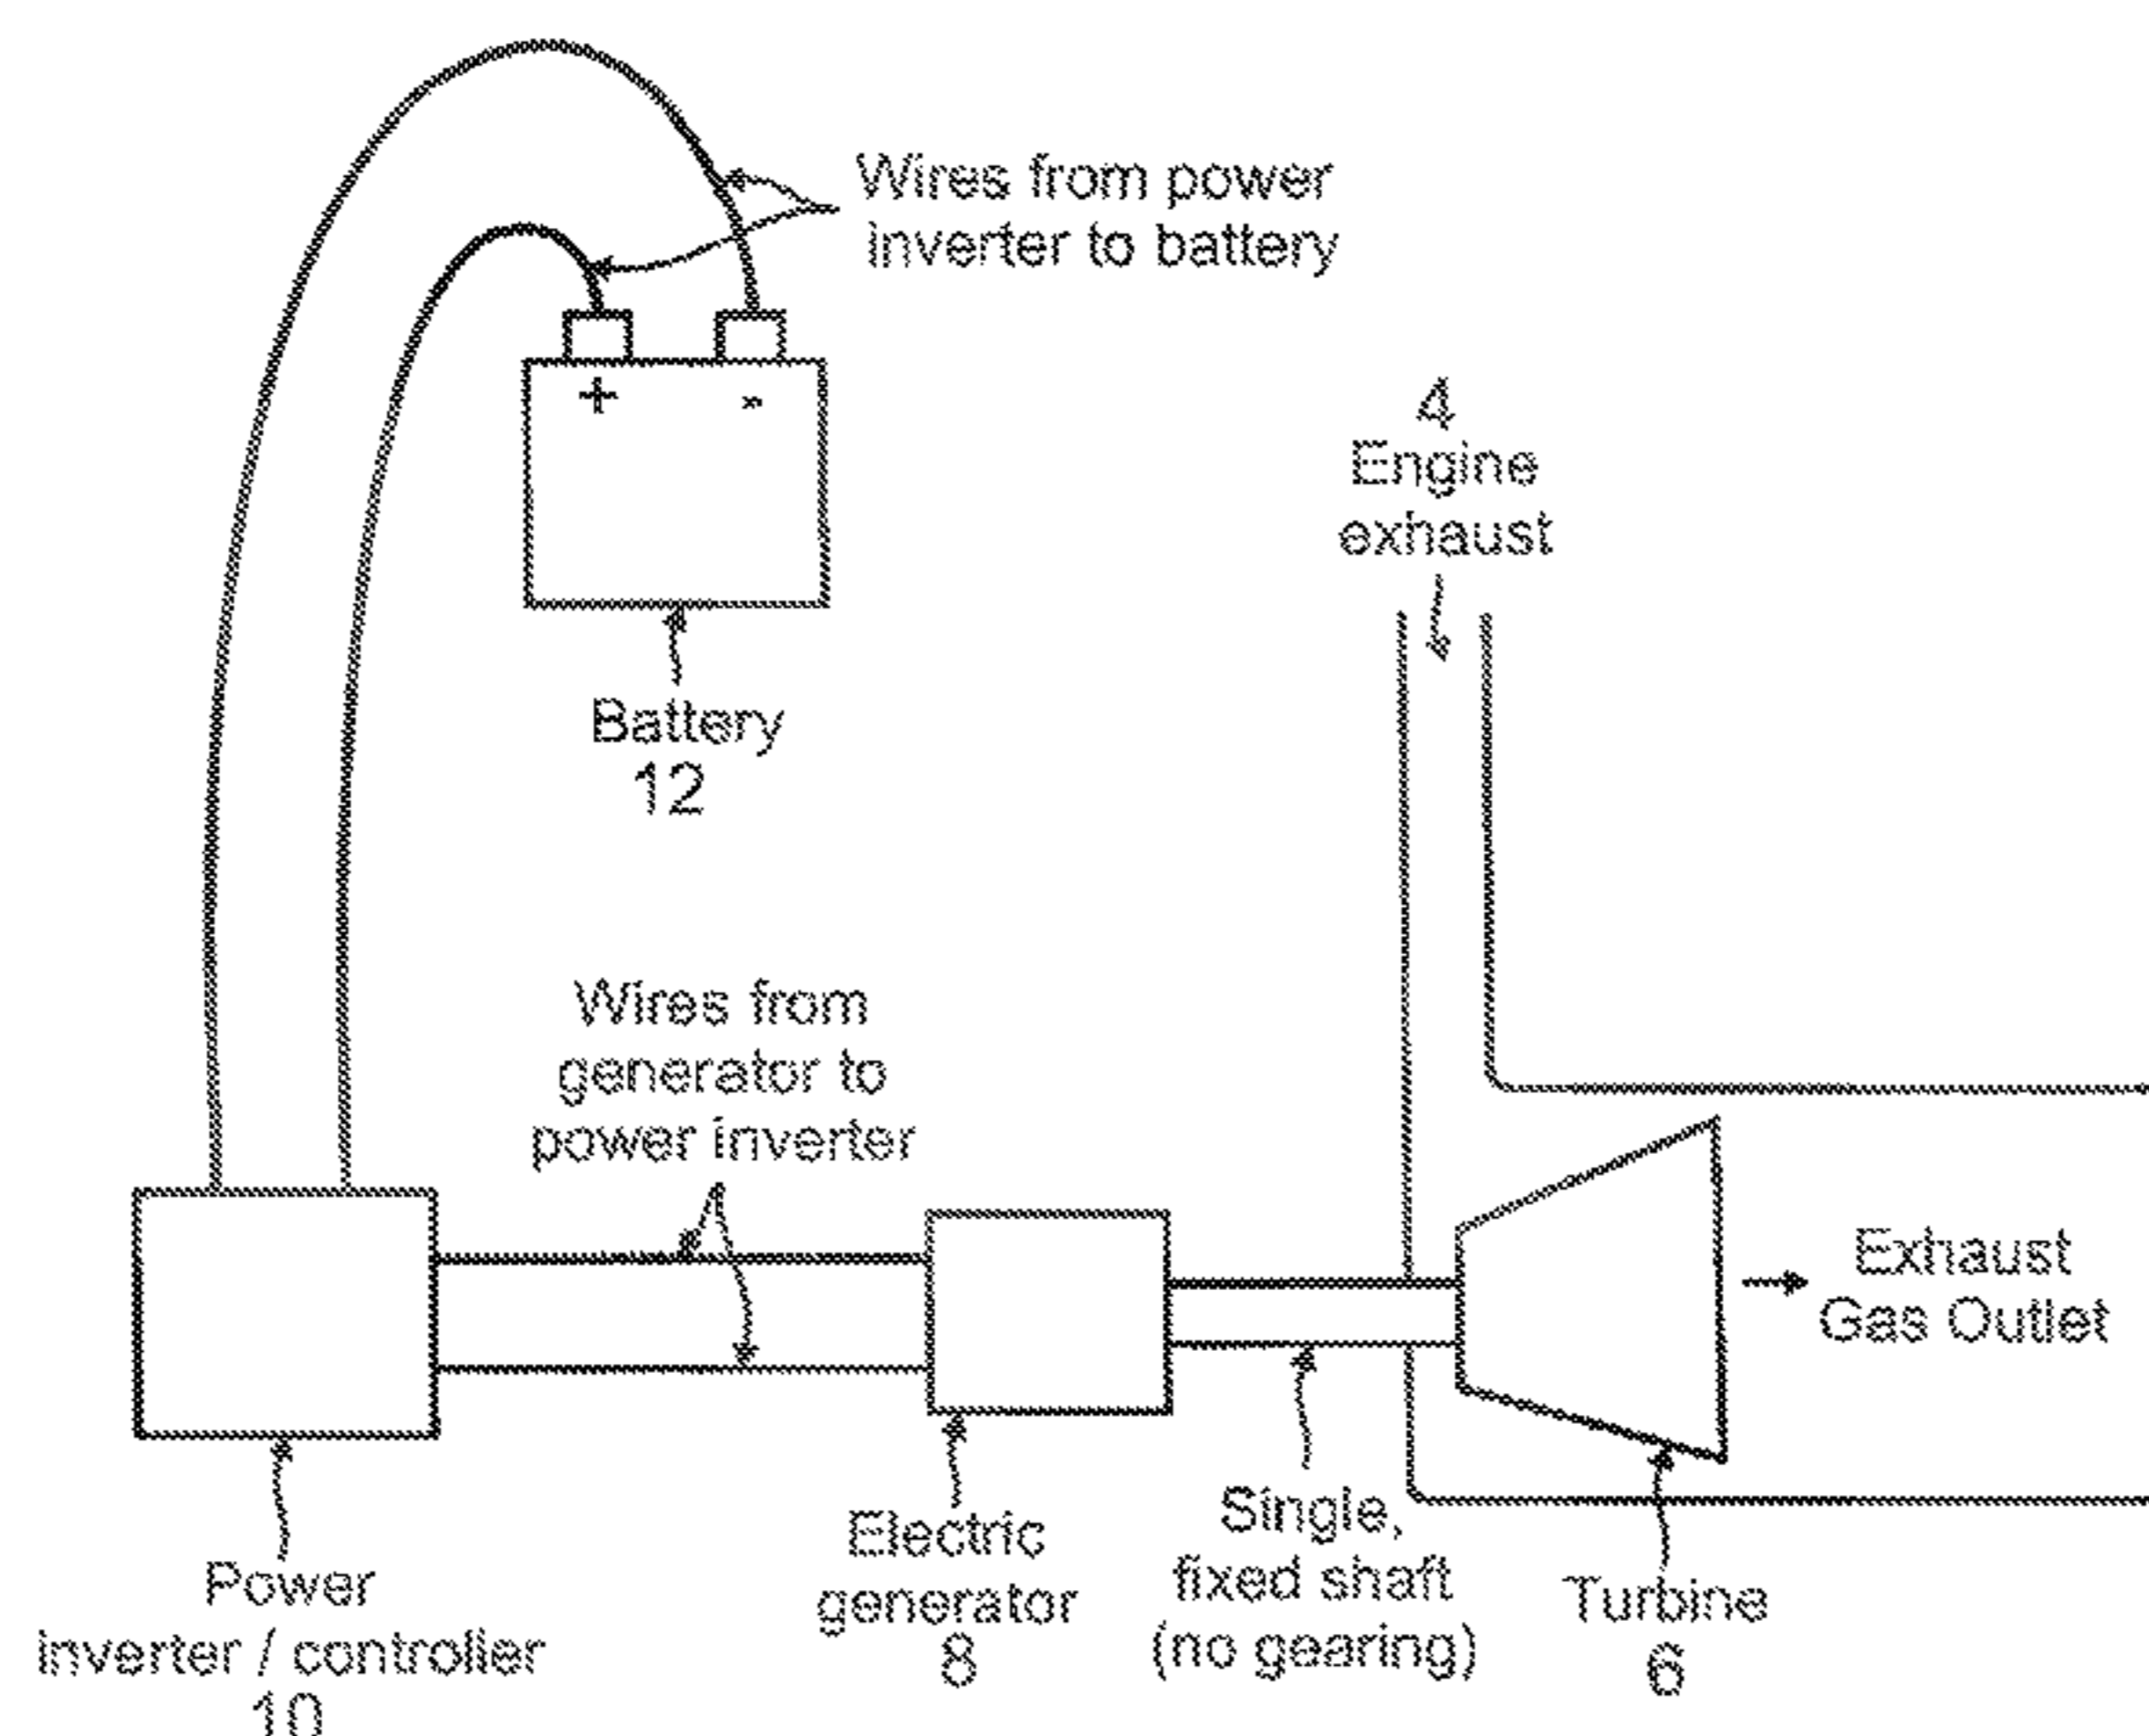 Wires from power
inverter to battery
+ -
4
Engine
exhaust
Battery
12
Wires from
generator to
power inverter
Exhaust
Gas Outlet
Electric
generator
8
Single,
fixed shaft
(no gearing)
Turbine
6
Power
inverter / controller
10